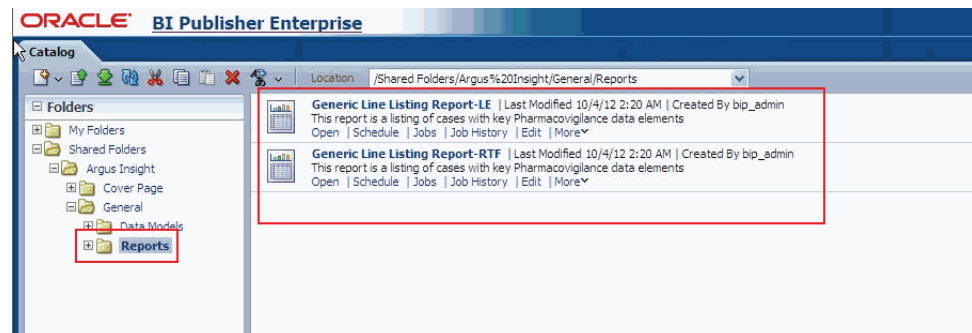 ORACLE BI Publisher Enterprise
Catalog
Location /Shared Folders/Argus%20Insight/General/Reports
Folders
My Folders
Shared Folders
Argus Insight
Cover Page
General
Data Models
Reports
Generic Line Listing Report-LE | Last Modified 10/4/12 2:20 AM | Created By bip_admin
This report is a listing of cases with key Pharmacovigilance data elements
Open | Schedule | Jobs | Job History | Edit | More
Generic Line Listing Report-RTF | Last Modified 10/4/12 2:20 AM | Created By bip_admin
This report is a listing of cases with key Pharmacovigilance data elements
Open | Schedule | Jobs | Job History | Edit | More